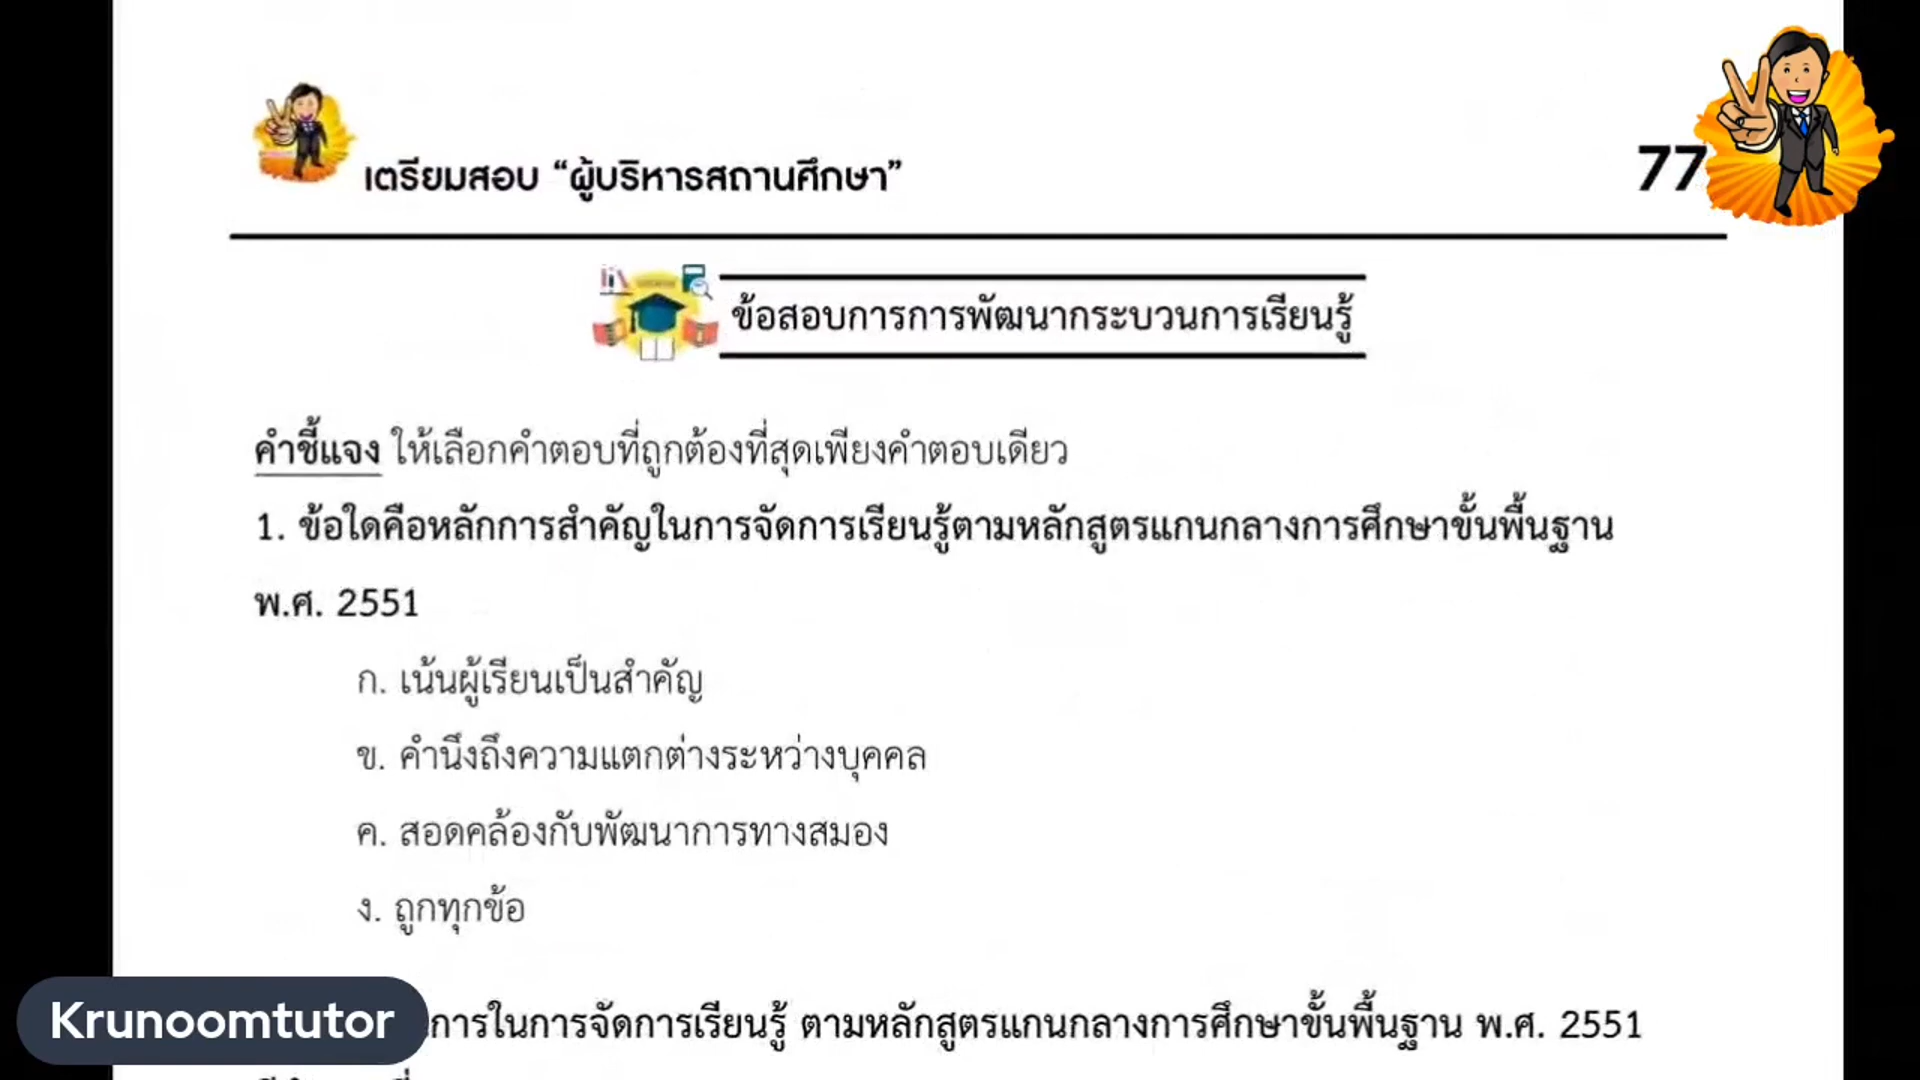 เตรียมสอบ “ผู้บริหารสถานศึกษา”
77
ข้อสอบการการพัฒนากระบวนการเรียนรู้
คำชี้แจง ให้เลือกคำตอบที่ถูกต้องที่สุดเพียงคำตอบเดียว
1. ข้อใดคือหลักการสำคัญในการจัดการเรียนรู้ตามหลักสูตรแกนกลางการศึกษาขั้นพื้นฐาน
พ.ศ. 2551
ก. เน้นผู้เรียนเป็นสำคัญ
ข. คำนึงถึงความแตกต่างระหว่างบุคคล
ค. สอดคล้องกับพัฒนาการทางสมอง
ง. ถูกทุกข้อ
Krunoomtutor
การในการจัดการเรียนรู้ ตามหลักสูตรแกนกลางการศึกษาขั้นพื้นฐาน พ.ศ. 2551